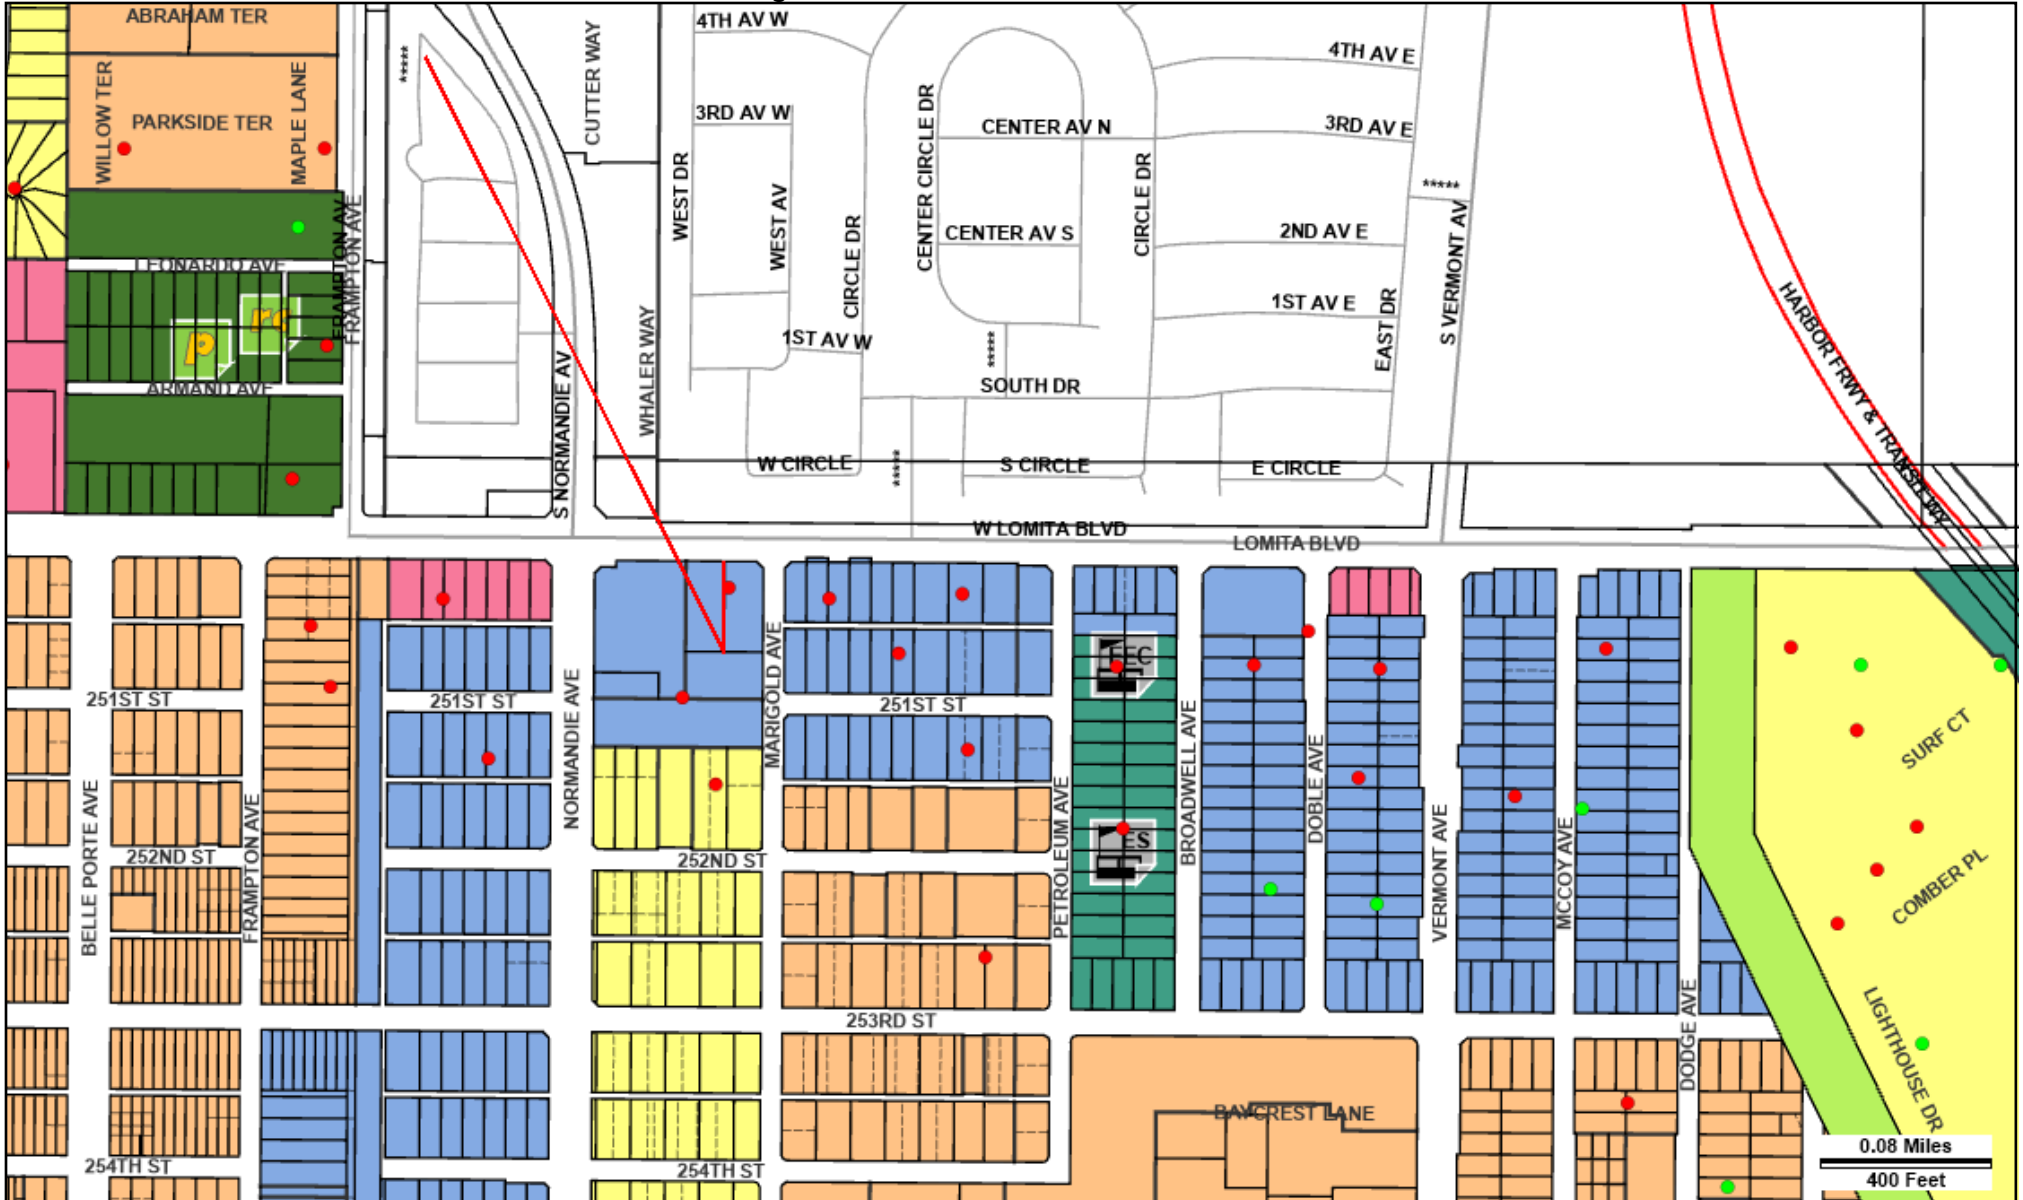 ABRAHAM TER
WILLOW TER
PARKSIDE TER
MAPLE LANE
*****
CUTTER WAY
4TH AV W
3RD AV W
WEST DR
WEST AV
CIRCLE DR
CENTER CIRCLE DR
CENTER AV N
CENTER AV S
CIRCLE DR
4TH AV E
3RD AV E
*****
2ND AV E
1ST AV E
EAST DR
S VERMONT AV
HARBOR FRWY & TRANSIT WY
LEONARDO AVE
FRAMPTON AV
FRAMPTON AVE
rc
p
ARMAND AVE
S NORMANDIE AV
WHALER WAY
1ST AV W
*****
SOUTH DR
W CIRCLE
*****
S CIRCLE
E CIRCLE
W LOMITA BLVD
LOMITA BLVD
251ST ST
251ST ST
251ST ST
BELLE PORTE AVE
FRAMPTON AVE
NORMANDIE AVE
MARIGOLD AVE
PETROLEUM AVE
EEC
ES
BROADWELL AVE
DOBLE AVE
VERMONT AVE
MCCOY AVE
DODGE AVE
SURF CT
COMBER PL
LIGHTHOUSE DR
252ND ST
252ND ST
253RD ST
BAYCREST LANE
254TH ST
254TH ST
0.08 Miles
400 Feet